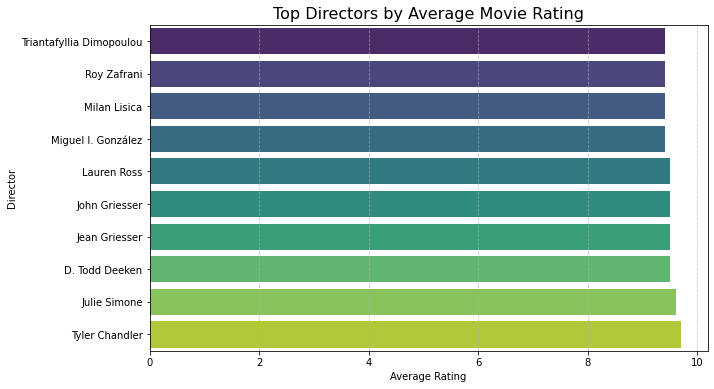 Top Directors by Average Movie Rating
Director
Triantafyllia Dimopoulou
Roy Zafrani
Milan Lisica
Miguel I. González
Lauren Ross
John Griesser
Jean Griesser
D. Todd Deeken
Julie Simone
Tyler Chandler
0 2 4 6 8 10
Average Rating